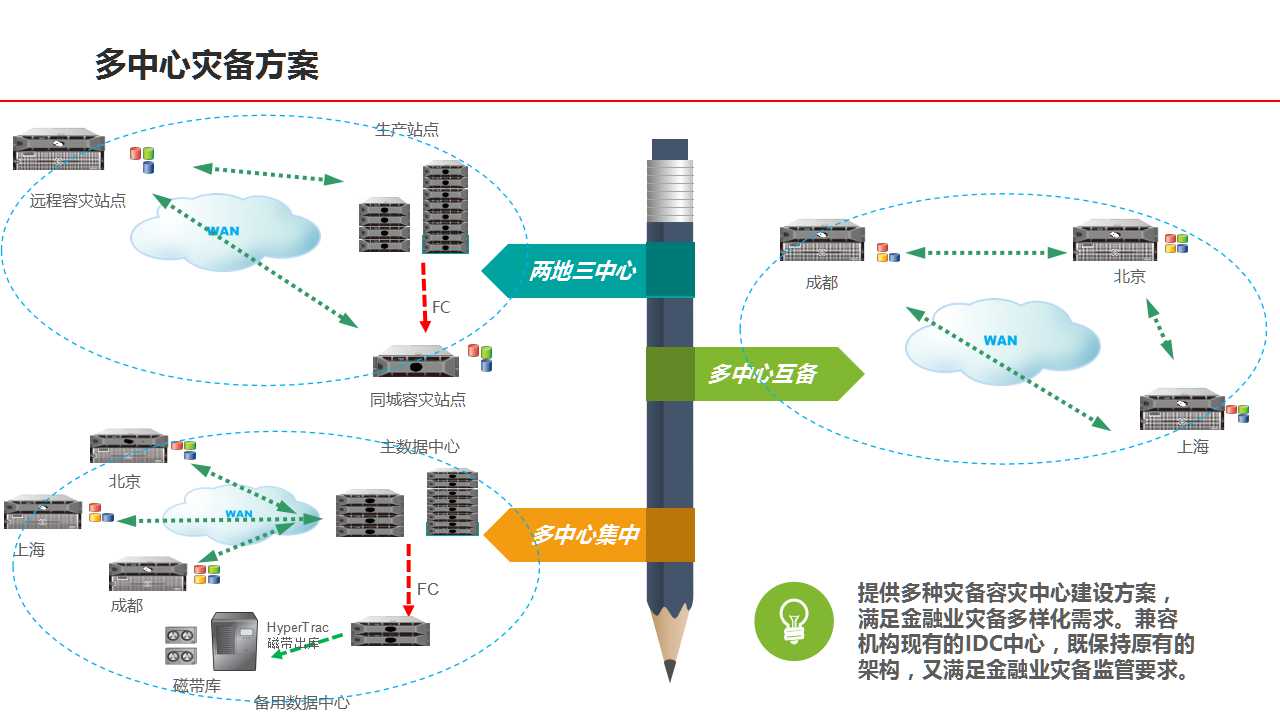 多中心灾备方案
生产站点
远程容灾站点
WAN
FC
同城容灾站点
两地三中心
多中心互备
成都
北京
WAN
上海
主数据中心
北京
WAN
上海
成都
多中心集中
FC
HyperTrac
磁带出库
磁带库
备用数据中心
提供多种灾备容灾中心建设方案，
满足金融业灾备多样化需求。兼容
机构现有的IDC中心，既保持原有的
架构，又满足金融业灾备监管要求。